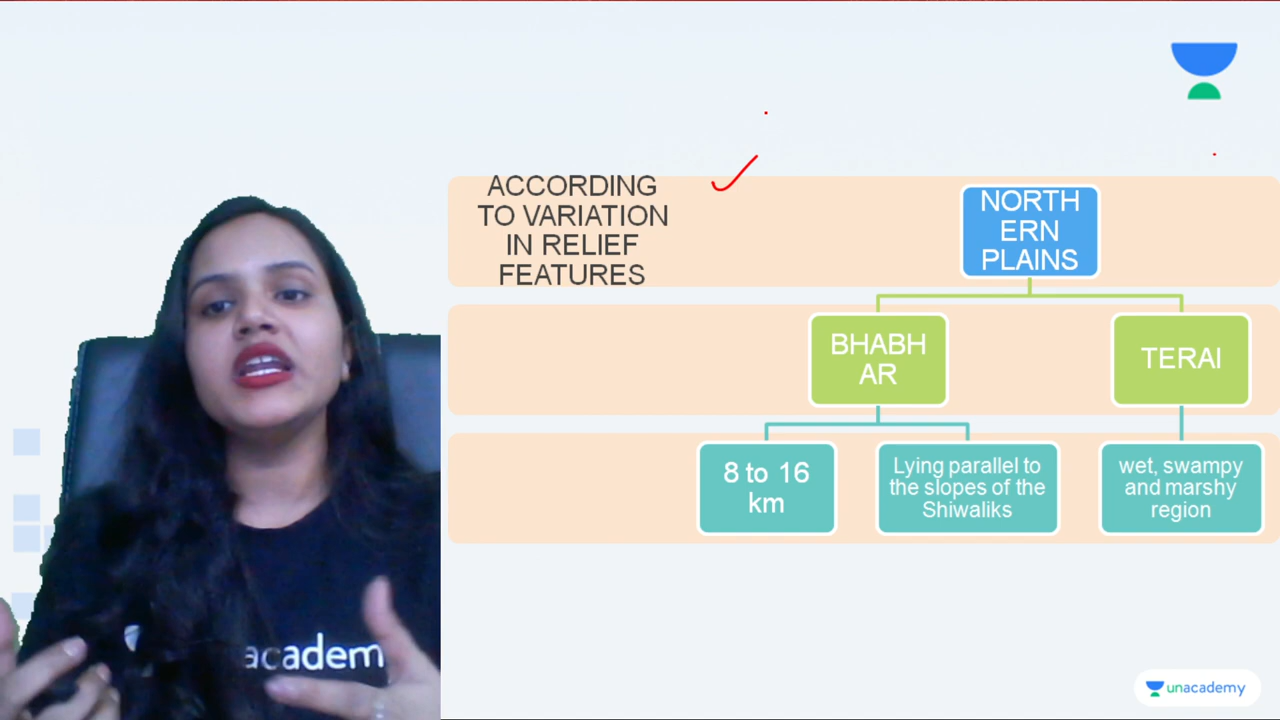 ACCORDING
TO VARIATION
IN RELIEF
FEATURES
NORTH
ERN
PLAINS
BHABH
AR
TERAI
8 to 16
km
Lying parallel to
the slopes of the
Shiwaliks
wet, swampy
and marshy
region
academ
unacademy